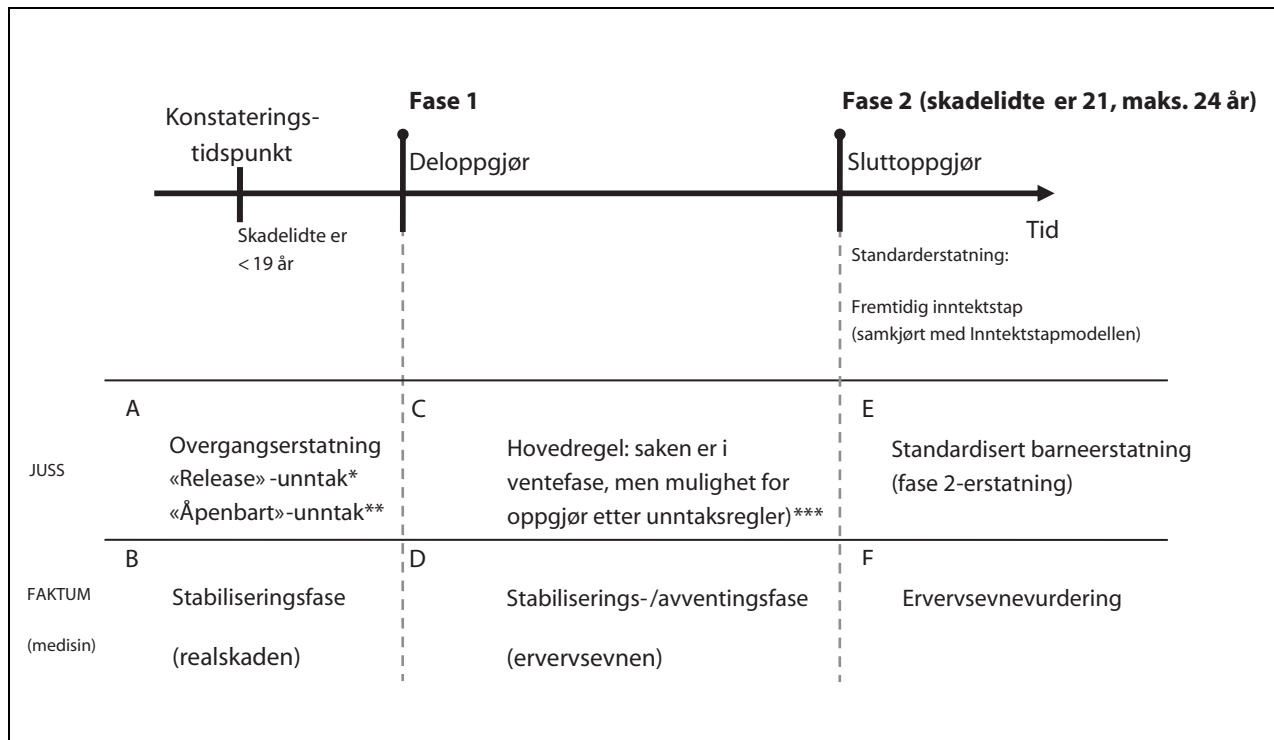 Fase 1
Fase 2 (skadelidte er 21, maks. 24 år)
Konstaterings-
tidspunkt
Deloppgjør
Sluttoppgjør
Tid
Skadelidte er
< 19 år
Standarderstatning:
Fremtidig inntektstap
(samkjørt med Inntektstapmodellen)
A
C
E
JUSS
Overgangserstatning
«Release» -unntak*
«Åpenbart»-unntak**
Hovedregel: saken er i
ventefase, men mulighet for
oppgjør etter unntaksregler)***
Standardisert barneerstatning
(fase 2-erstatning)
B
D
F
FAKTUM
(medisin)
Stabiliseringsfase
(realskaden)
Stabiliserings-/avventingsfase
(ervervsevnen)
Ervervsevnevurdering